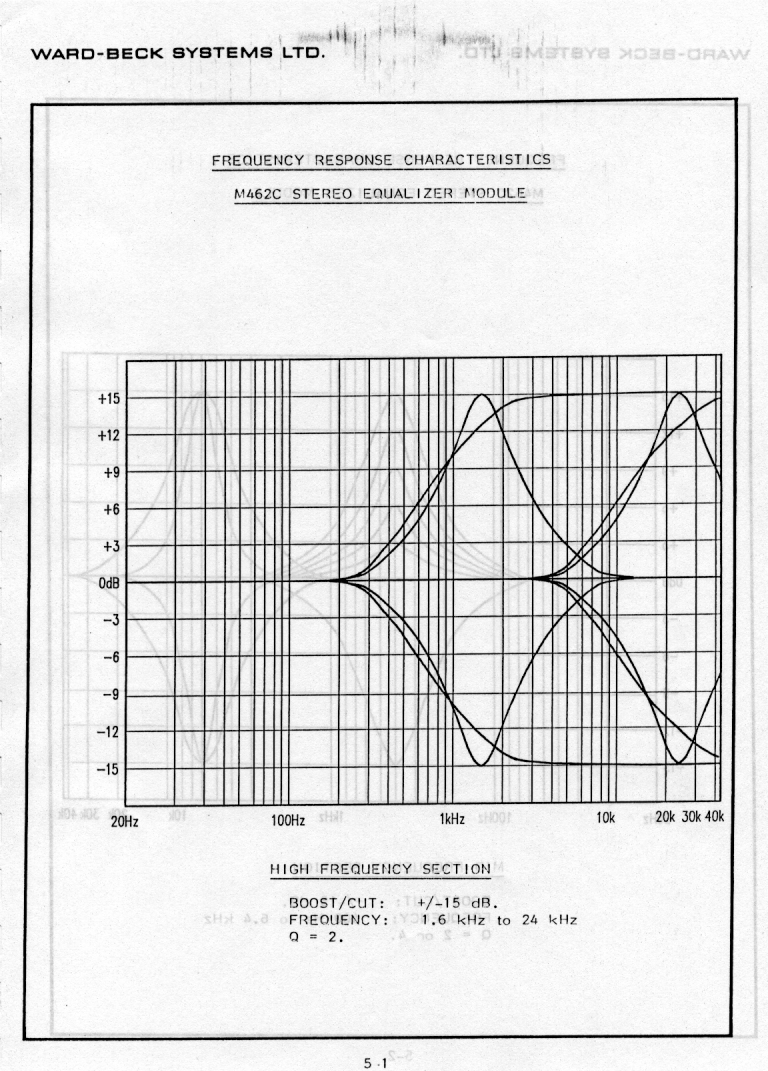 WARD-BECK SYSTEMS LTD.
FREQUENCY RESPONSE CHARACTERISTICS
M462C STEREO EQUALIZER MODULE
+15
+12
+9
+6
+3
0dB
−3
−6
−9
−12
−15
20Hz 100Hz 1kHz 10k 20k 30k 40k
HIGH FREQUENCY SECTION
BOOST/CUT: +/-15 dB.
FREQUENCY: 1.6 kHz to 24 kHz
Q = 2.
5-1